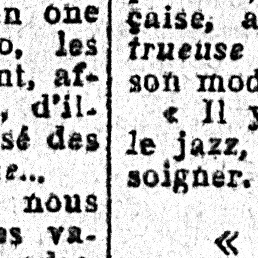 n one
o, les
nt, af-
, d'il-
sé des
e...
nous
es va-
çaise, a
trueuse
son mod
« Il y
le jazz,
soigner.
«